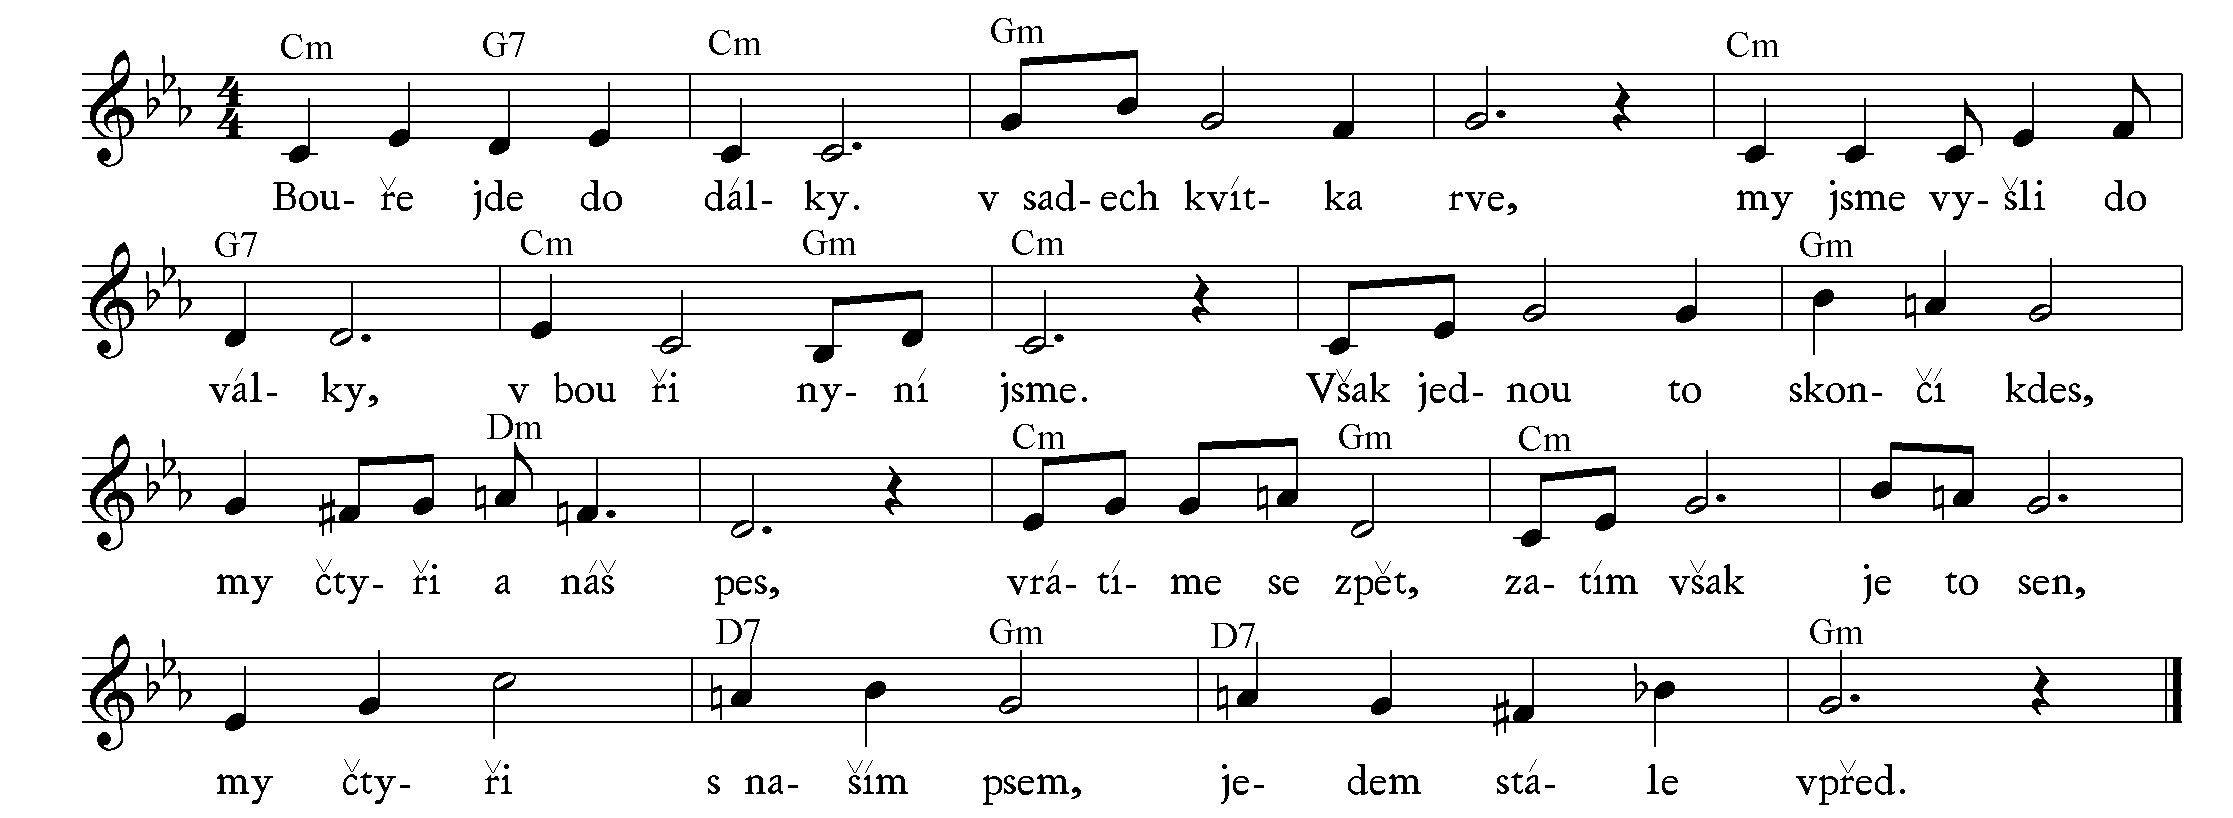 Cm G7 Cm Gm Cm
4
4
Bou- ře jde do dál- ky. v sad- ech kvít- ka rve, my jsme vy- šli do
G7 Cm Gm Cm Gm
vál- ky, v bou ři ny- ní jsme. Však jed- nou to skon- čí kdes,
Dm Cm Gm Cm
my čty- ři a náš pes, vrá- tí- me se zpět, za- tím však je to sen,
D7 Gm D7 Gm
my čty- ři s na- ším psem, je- dem stá- le vpřed.